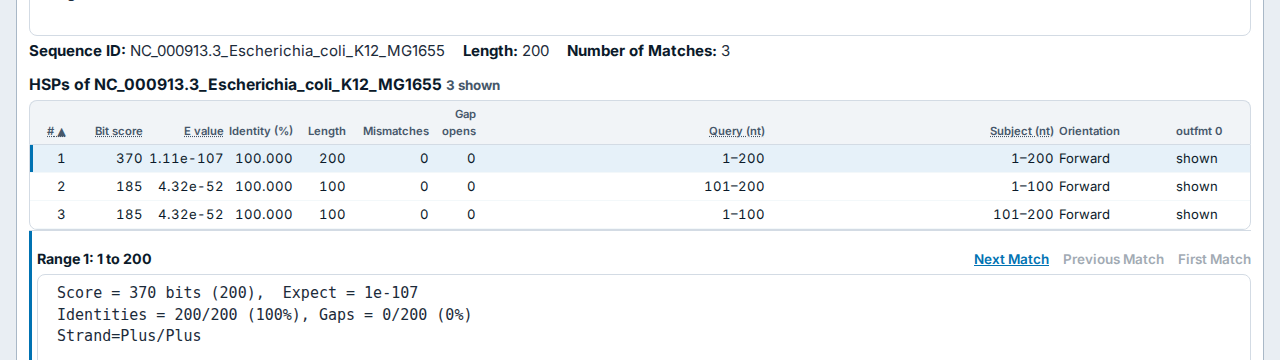 Sequence ID: NC_000913.3_Escherichia_coli_K12_MG1655 Length: 200 Number of Matches: 3
HSPs of NC_000913.3_Escherichia_coli_K12_MG1655 3 shown
# ▲ Bit score E value Identity (%) Length Mismatches Gap opens Query (nt) Subject (nt) Orientation outfmt 0
1 370 1.11e-107 100.000 200 0 0 1–200 1–200 Forward shown
2 185 4.32e-52 100.000 100 0 0 101–200 1–100 Forward shown
3 185 4.32e-52 100.000 100 0 0 1–100 101–200 Forward shown
Range 1: 1 to 200 Next Match Previous Match First Match
Score = 370 bits (200), Expect = 1e-107
Identities = 200/200 (100%), Gaps = 0/200 (0%)
Strand=Plus/Plus